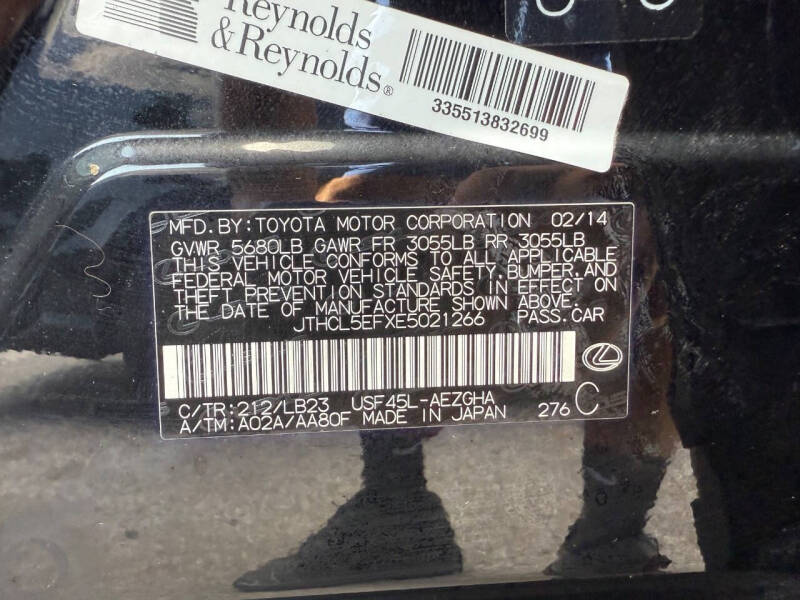 Reynolds
&Reynolds®
335513832699
MFD. BY: TOYOTA MOTOR CORPORATION 02/14
GVWR 5680LB GAWR FR 3055LB RR 3055LB
THIS VEHICLE CONFORMS TO ALL APPLICABLE
FEDERAL MOTOR VEHICLE SAFETY, BUMPER, AND
THEFT PREVENTION STANDARDS IN EFFECT ON
THE DATE OF MANUFACTURE SHOWN ABOVE.
JTHCL5EFXE5021266 PASS. CAR
C/TR: 212/LB23 USF45L-AEZGHA
A/TM: A02A/AA80F MADE IN JAPAN 276 C